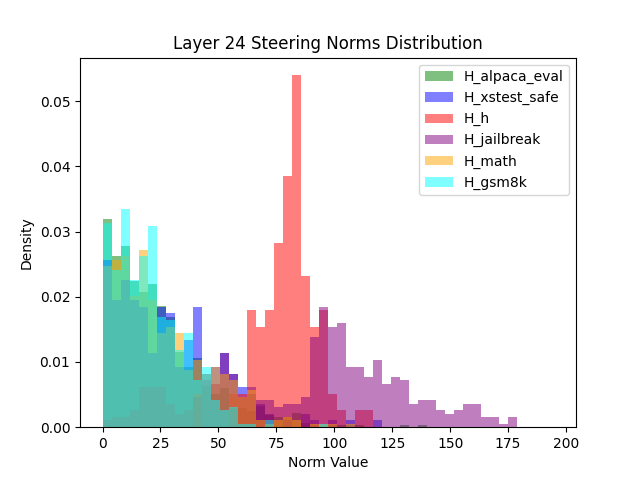 Layer 24 Steering Norms Distribution
H_alpaca_eval
H_xstest_safe
H_h
H_jailbreak
H_math
H_gsm8k
Density
0.05
0.04
0.03
0.02
0.01
0.00
0 25 50 75 100 125 150 175 200
Norm Value